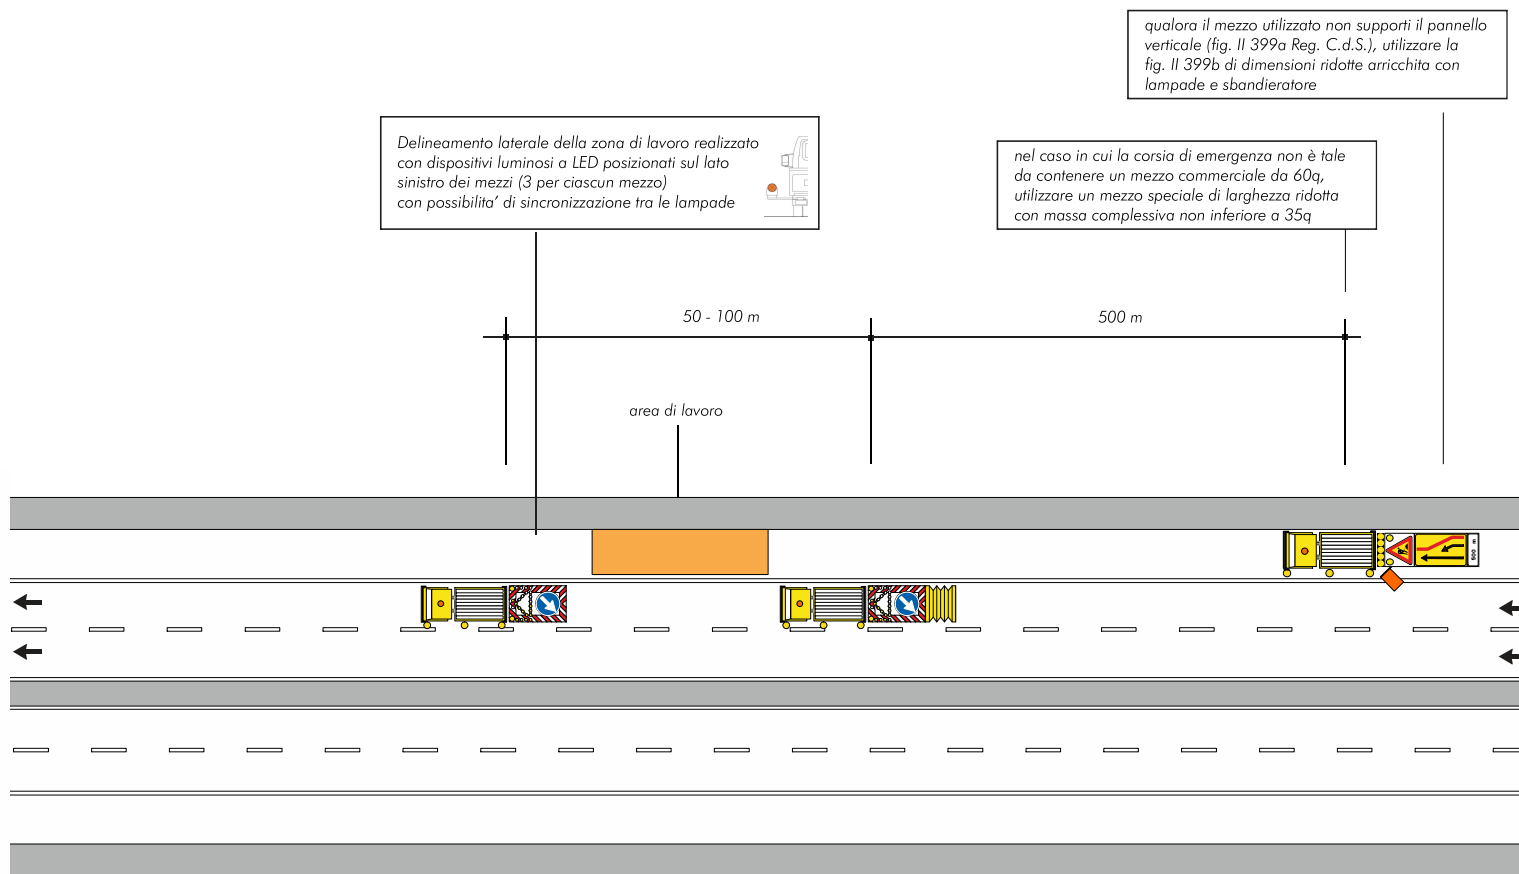 qualora il mezzo utilizzato non supporti il pannello
verticale (fig. II 399a Reg. C.d.S.), utilizzare la
fig. II 399b di dimensioni ridotte arricchita con
lampade e sbandieratore
Delineamento laterale della zona di lavoro realizzato
con dispositivi luminosi a LED posizionati sul lato
sinistro dei mezzi (3 per ciascun mezzo)
con possibilita’ di sincronizzazione tra le lampade
nel caso in cui la corsia di emergenza non è tale
da contenere un mezzo commerciale da 60q,
utilizzare un mezzo speciale di larghezza ridotta
con massa complessiva non inferiore a 35q
50 - 100 m
500 m
area di lavoro
500 m